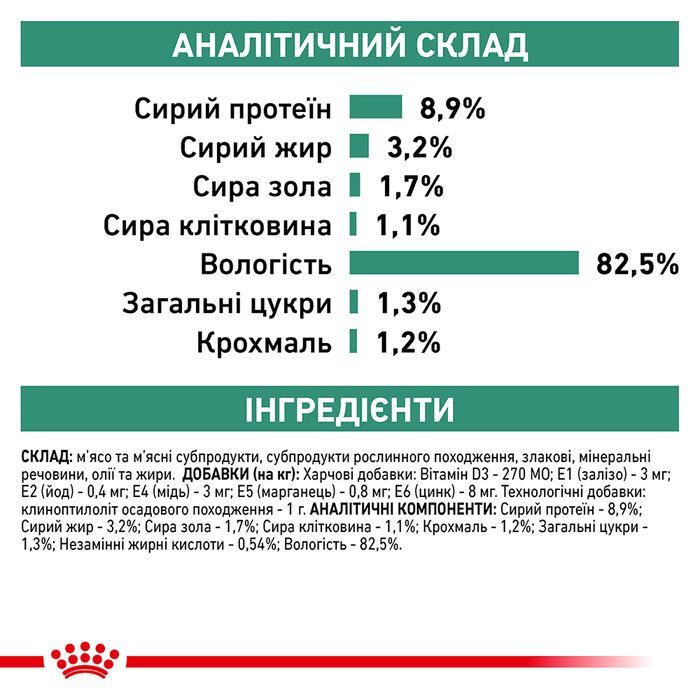 АНАЛІТИЧНИЙ СКЛАД
Сирий протеїн 8,9%
Сирий жир 3,2%
Сира зола 1,7%
Сира клітковина 1,1%
Вологість 82,5%
Загальні цукри 1,3%
Крохмаль 1,2%
ІНГРЕДІЄНТИ
СКЛАД: м'ясо та м'ясні субпродукти, субпродукти рослинного походження, злакові, мінеральні
речовини, олії та жири. ДОБАВКИ (на кг): Харчові добавки: Вітамін D3 - 270 МО; Е1 (залізо) - 3 мг;
Е2 (йод) - 0,4 мг; Е4 (мідь) - 3 мг; Е5 (марганець) - 0,8 мг; Е6 (цинк) - 8 мг. Технологічні добавки:
клиноптилоліт осадового походження - 1 г. АНАЛІТИЧНІ КОМПОНЕНТИ: Сирий протеїн - 8,9%;
Сирий жир - 3,2%; Сира зола - 1,7%; Сира клітковина - 1,1%; Крохмаль - 1,2%; Загальні цукри -
1,3%; Незамінні жирні кислоти - 0,54%; Вологість - 82,5%.